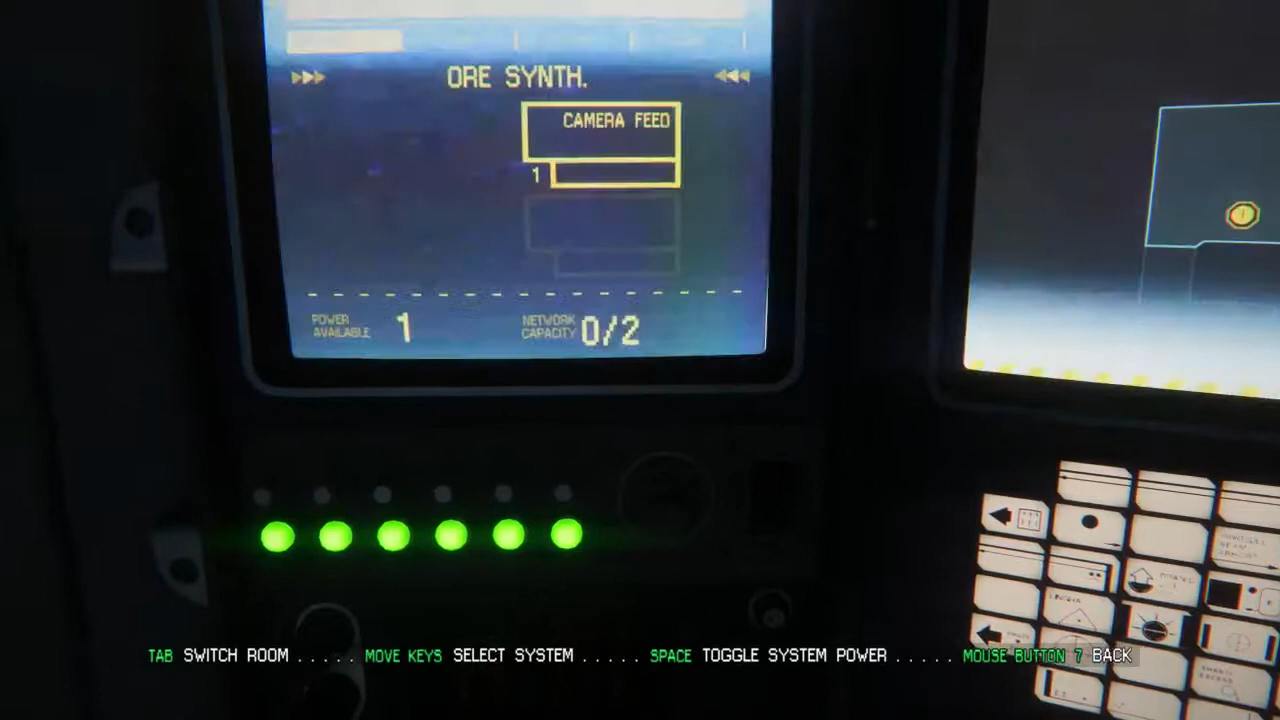 ORE SYNTH.
CAMERA FEED
1
POWER
AVAILABLE 1
NETWORK
CAPACITY 0/2
TAB SWITCH ROOM ..... MOVE KEYS SELECT SYSTEM ..... SPACE TOGGLE SYSTEM POWER ..... MOUSE BUTTON 7 BACK